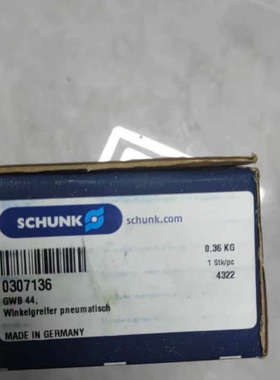 SCHUNK schunk.com
0,36 KG
1 Stk/pc
4322
0307136
GWB 44,
Winkelgreifer pneumatisch
MADE IN GERMANY